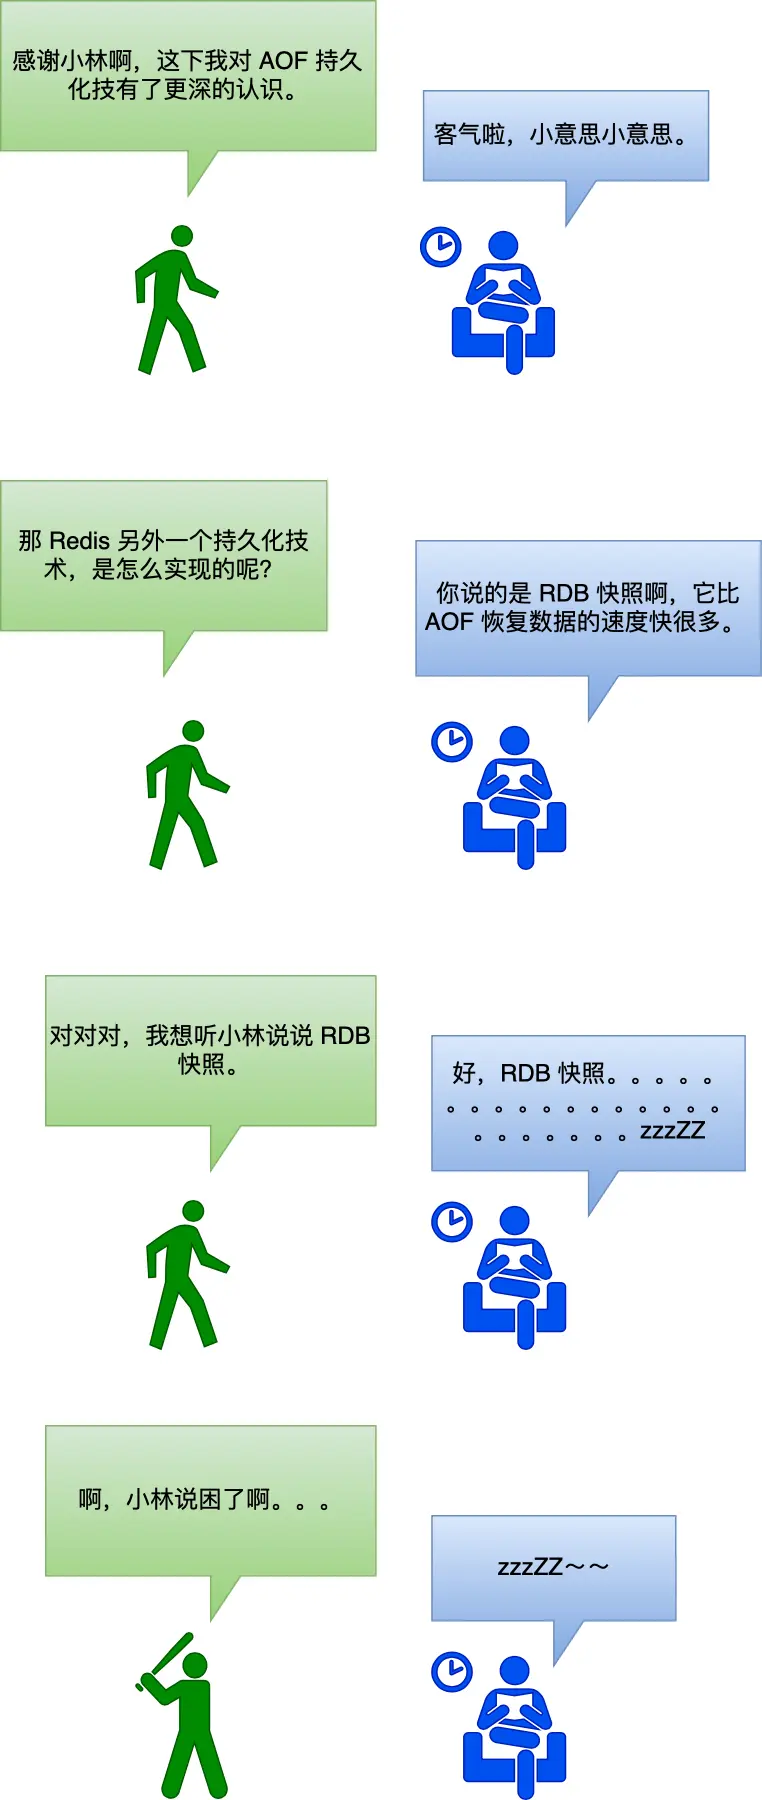 感谢小林啊，这下我对 AOF 持久
化技有了更深的认识。
客气啦，小意思小意思。
那 Redis 另外一个持久化技
术，是怎么实现的呢？
你说的是 RDB 快照啊，它比
AOF 恢复数据的速度快很多。
对对对，我想听小林说说 RDB
快照。
好，RDB 快照。。。。。
。。。。。。。。。。。。
。。。。。。。zzzZZ
啊，小林说困了啊。。。
zzzZZ～～